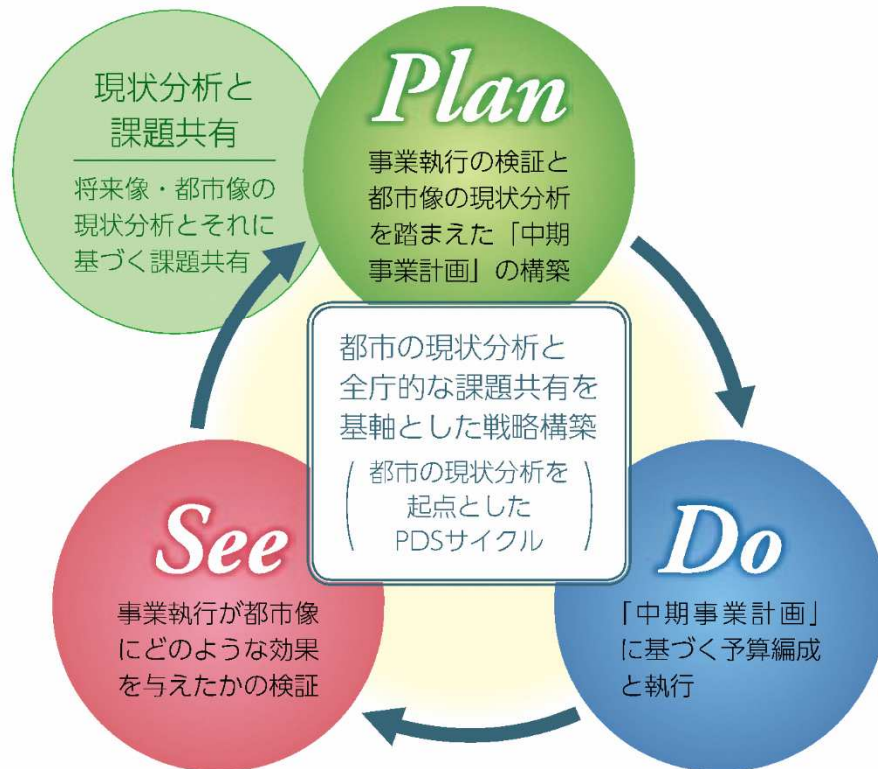 現状分析と
課題共有
将来像・都市像の
現状分析とそれに
基づく課題共有
Plan
事業執行の検証と
都市像の現状分析
を踏まえた「中期
事業計画」の構築
都市の現状分析と
全庁的な課題共有を
基軸とした戦略構築
(都市の現状分析を
起点とした
PDSサイクル)
See
事業執行が都市像
にどのような効果
を与えたかの検証
Do
「中期事業計画」
に基づく予算編成
と執行